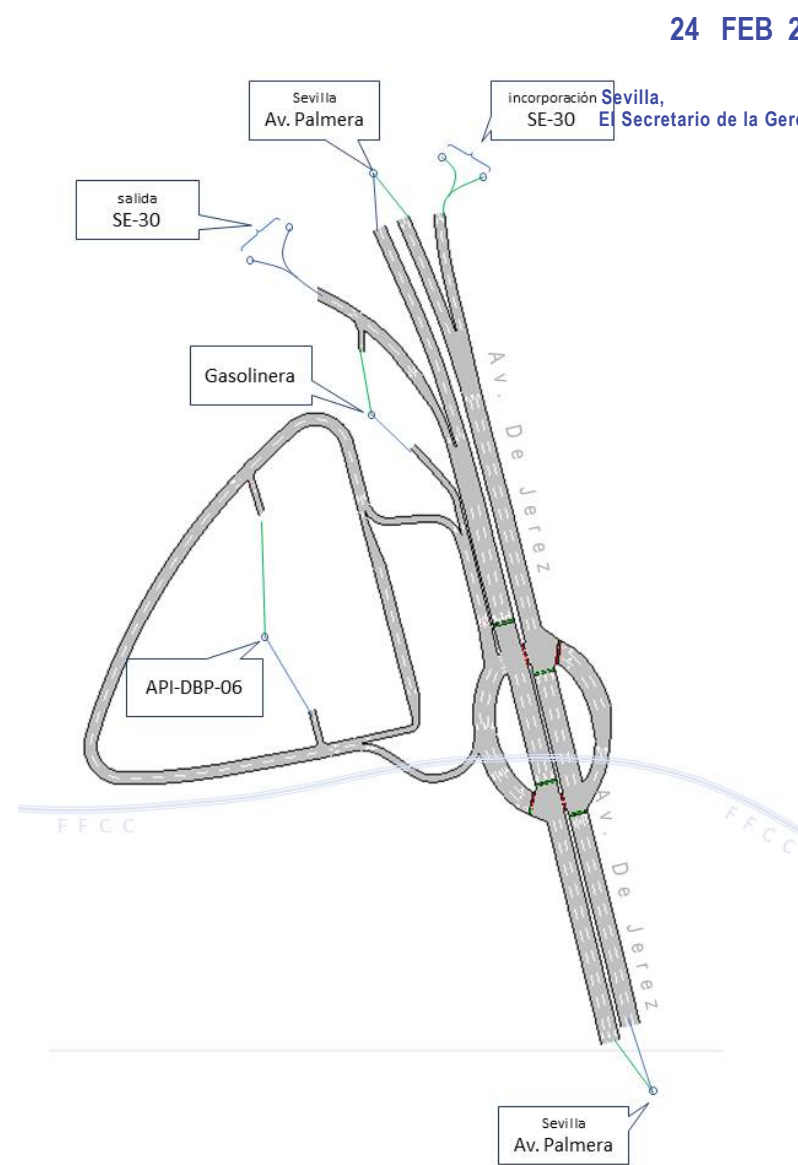 24 FEB 2
Sevilla,
El Secretario de la Gere
Sevilla
Av. Palmera
incorporación
SE-30
salida
SE-30
Gasolinera
Av. De Jerez
API-DBP-06
FFCC
FFCC
Av. De Jerez
Sevilla
Av. Palmera